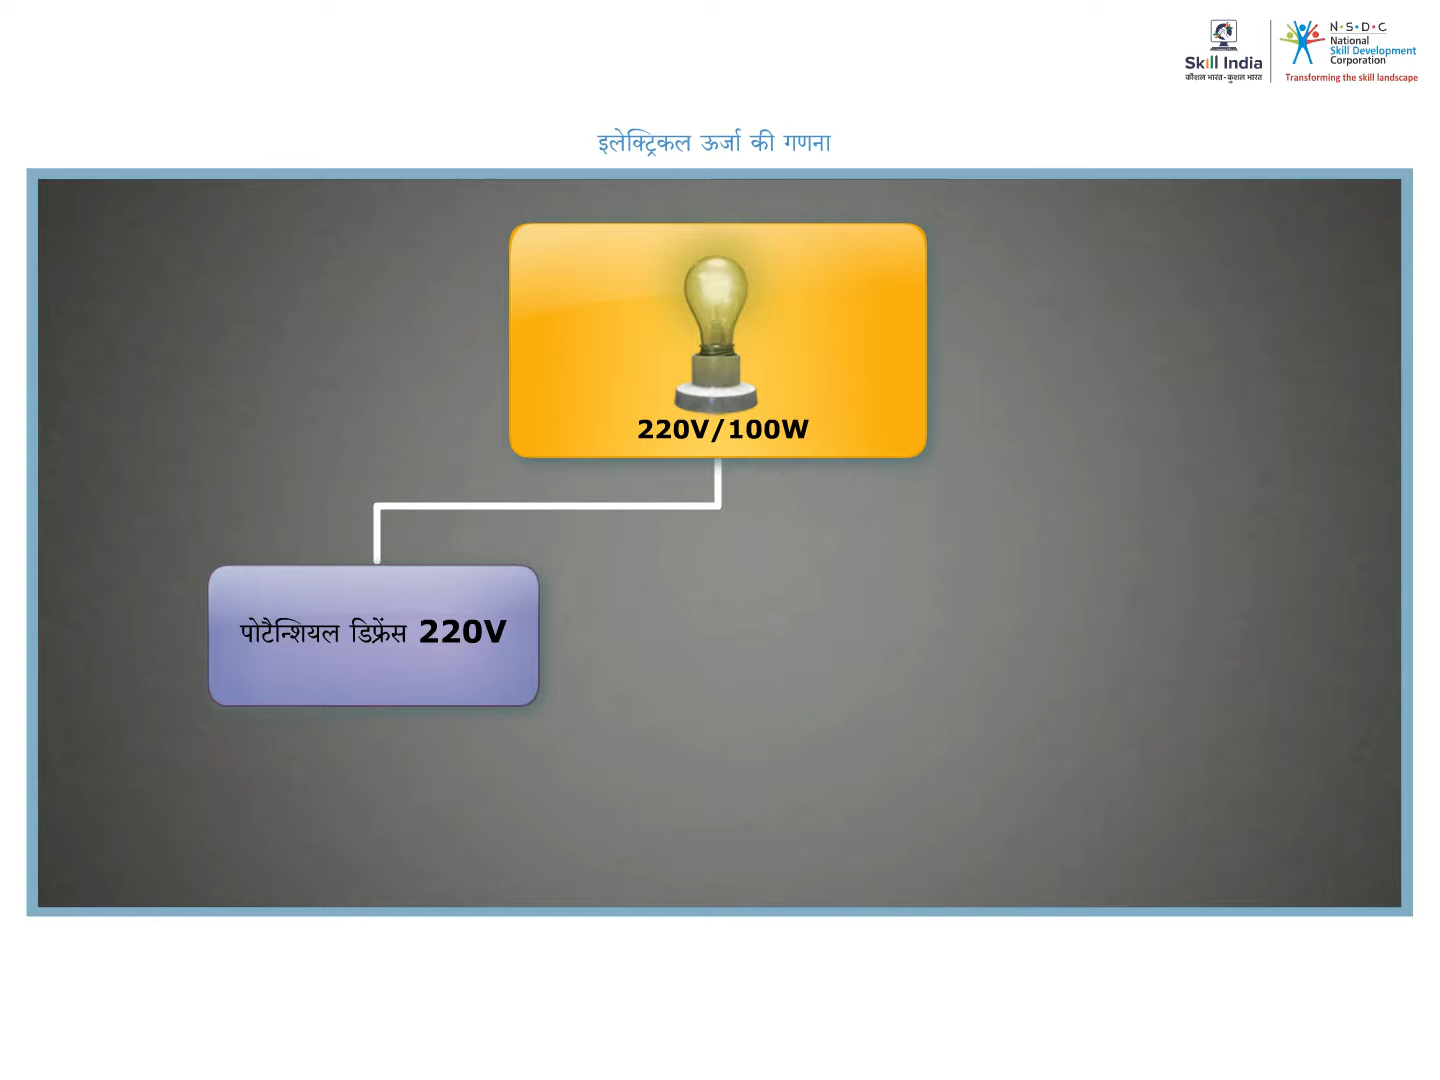 Skill India
कौशल भारत - कुशल भारत
N•S•D•C
National
Skill Development
Corporation
Transforming the skill landscape
इलेक्ट्रिकल ऊर्जा की गणना
220V/100W
पोटैन्शियल डिफ्रेंस 220V